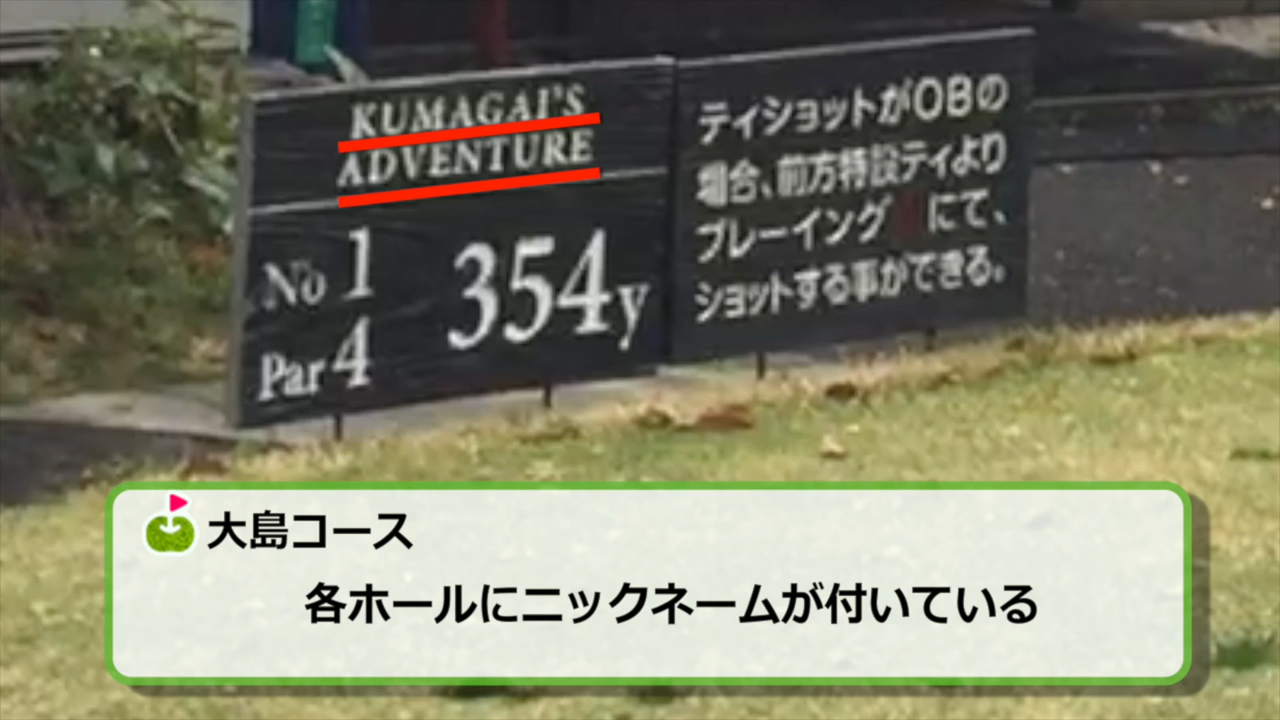 KUMAGAI'S
ADVENTURE
No 1
354y
Par 4
ティショットがOBの
場合、前方特設ティより
プレーイング にて、
ショットする事ができる。
大島コース
各ホールにニックネームが付いている